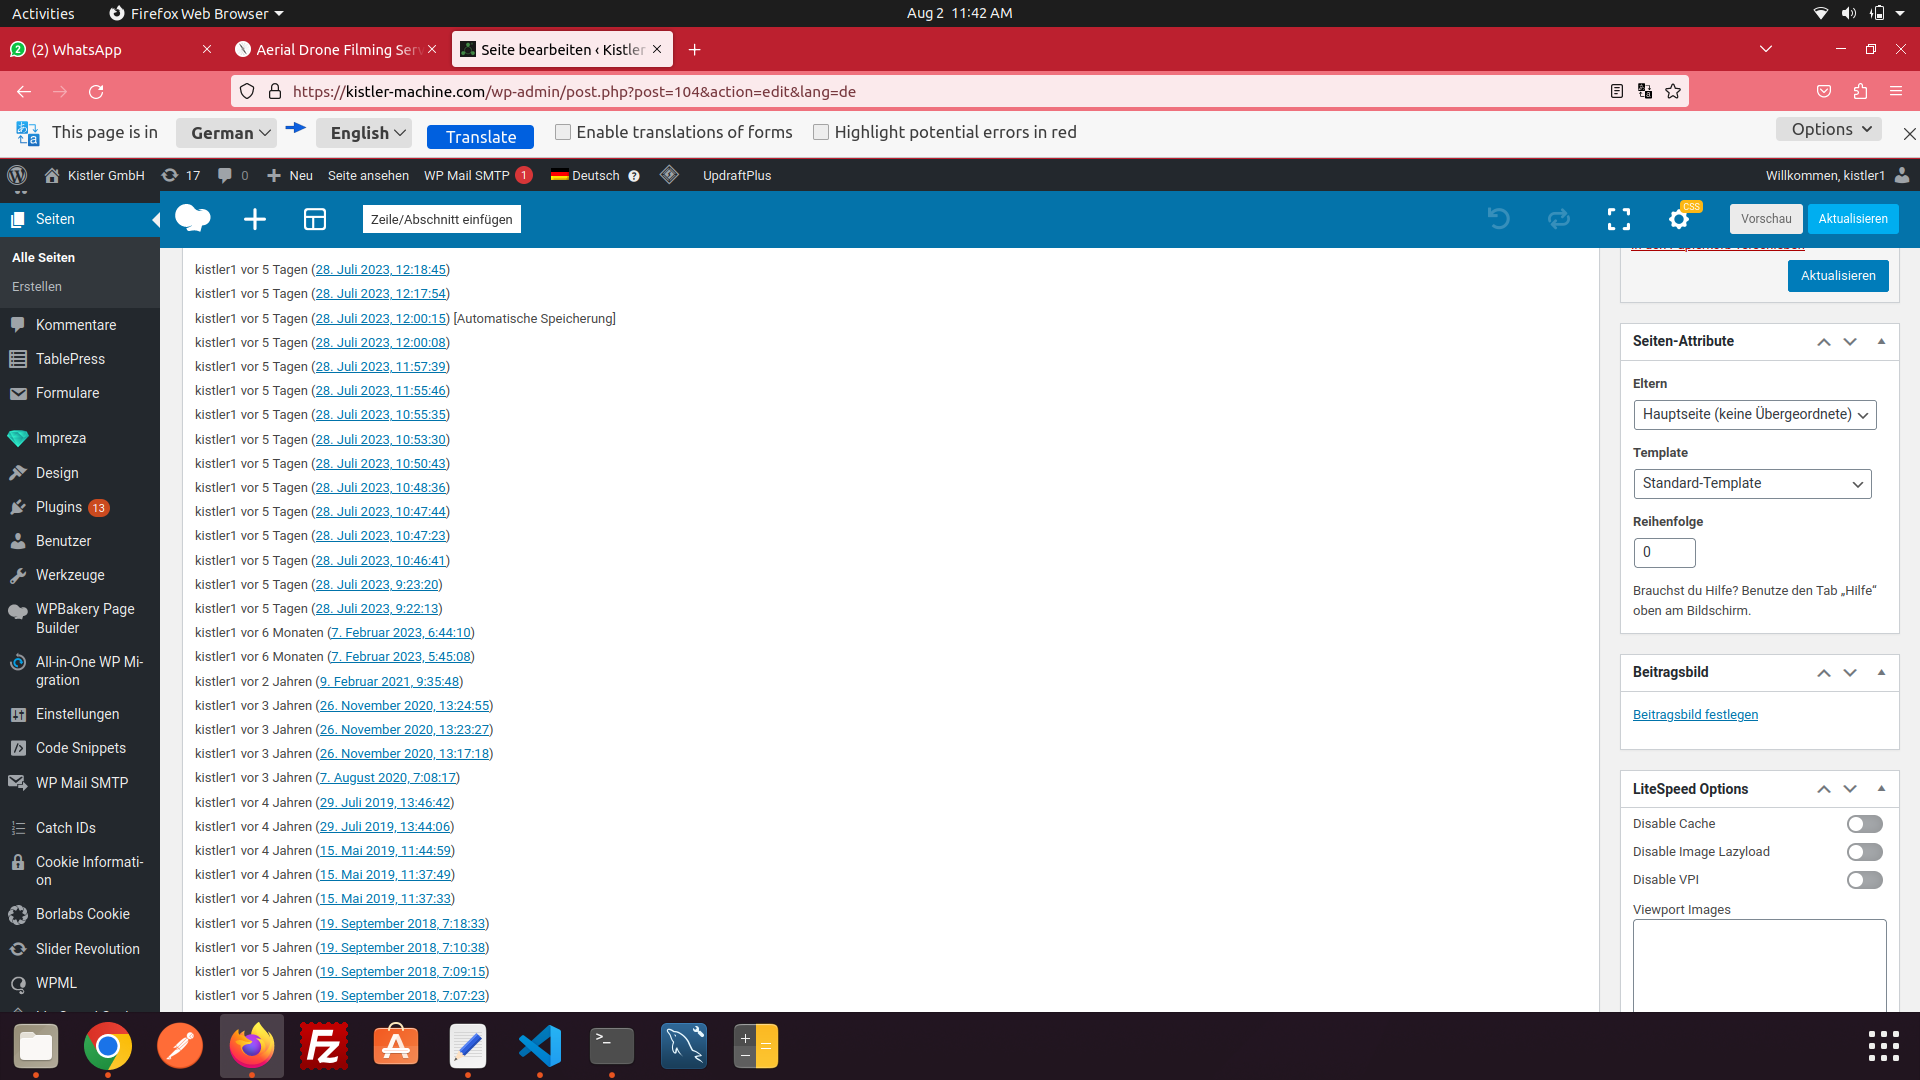 Activities
Firefox Web Browser
Aug 2 11:42 AM
(2) WhatsApp
Aerial Drone Filming Serv
Seite bearbeiten ‹ Kistler
https://kistler-machine.com/wp-admin/post.php?post=104&action=edit&lang=de
This page is in
German
English
Translate
Enable translations of forms
Highlight potential errors in red
Options
Kistler GmbH
17
0
Neu
Seite ansehen
WP Mail SMTP 1
Deutsch
UpdraftPlus
Willkommen, kistler1
Seiten
Alle Seiten
Erstellen
Kommentare
TablePress
Formulare
Impreza
Design
Plugins 13
Benutzer
Werkzeuge
WPBakery Page
Builder
All-in-One WP Mi-
gration
Einstellungen
Code Snippets
WP Mail SMTP
Catch IDs
Cookie Informati-
on
Borlabs Cookie
Slider Revolution
WPML
Zeile/Abschnitt einfügen
CSS
Vorschau
Aktualisieren
kistler1 vor 5 Tagen (28. Juli 2023, 12:18:45)
kistler1 vor 5 Tagen (28. Juli 2023, 12:17:54)
kistler1 vor 5 Tagen (28. Juli 2023, 12:00:15) [Automatische Speicherung]
kistler1 vor 5 Tagen (28. Juli 2023, 12:00:08)
kistler1 vor 5 Tagen (28. Juli 2023, 11:57:39)
kistler1 vor 5 Tagen (28. Juli 2023, 11:55:46)
kistler1 vor 5 Tagen (28. Juli 2023, 10:55:35)
kistler1 vor 5 Tagen (28. Juli 2023, 10:53:30)
kistler1 vor 5 Tagen (28. Juli 2023, 10:50:43)
kistler1 vor 5 Tagen (28. Juli 2023, 10:48:36)
kistler1 vor 5 Tagen (28. Juli 2023, 10:47:44)
kistler1 vor 5 Tagen (28. Juli 2023, 10:47:23)
kistler1 vor 5 Tagen (28. Juli 2023, 10:46:41)
kistler1 vor 5 Tagen (28. Juli 2023, 9:23:20)
kistler1 vor 5 Tagen (28. Juli 2023, 9:22:13)
kistler1 vor 6 Monaten (7. Februar 2023, 6:44:10)
kistler1 vor 6 Monaten (7. Februar 2023, 5:45:08)
kistler1 vor 2 Jahren (9. Februar 2021, 9:35:48)
kistler1 vor 3 Jahren (26. November 2020, 13:24:55)
kistler1 vor 3 Jahren (26. November 2020, 13:23:27)
kistler1 vor 3 Jahren (26. November 2020, 13:17:18)
kistler1 vor 3 Jahren (7. August 2020, 7:08:17)
kistler1 vor 4 Jahren (29. Juli 2019, 13:46:42)
kistler1 vor 4 Jahren (29. Juli 2019, 13:44:06)
kistler1 vor 4 Jahren (15. Mai 2019, 11:44:59)
kistler1 vor 4 Jahren (15. Mai 2019, 11:37:49)
kistler1 vor 4 Jahren (15. Mai 2019, 11:37:33)
kistler1 vor 5 Jahren (19. September 2018, 7:18:33)
kistler1 vor 5 Jahren (19. September 2018, 7:10:38)
kistler1 vor 5 Jahren (19. September 2018, 7:09:15)
kistler1 vor 5 Jahren (19. September 2018, 7:07:23)
Aktualisieren
Seiten-Attribute
Eltern
Hauptseite (keine Übergeordnete)
Template
Standard-Template
Reihenfolge
0
Brauchst du Hilfe? Benutze den Tab „Hilfe“
oben am Bildschirm.
Beitragsbild
Beitragsbild festlegen
LiteSpeed Options
Disable Cache
Disable Image Lazyload
Disable VPI
Viewport Images